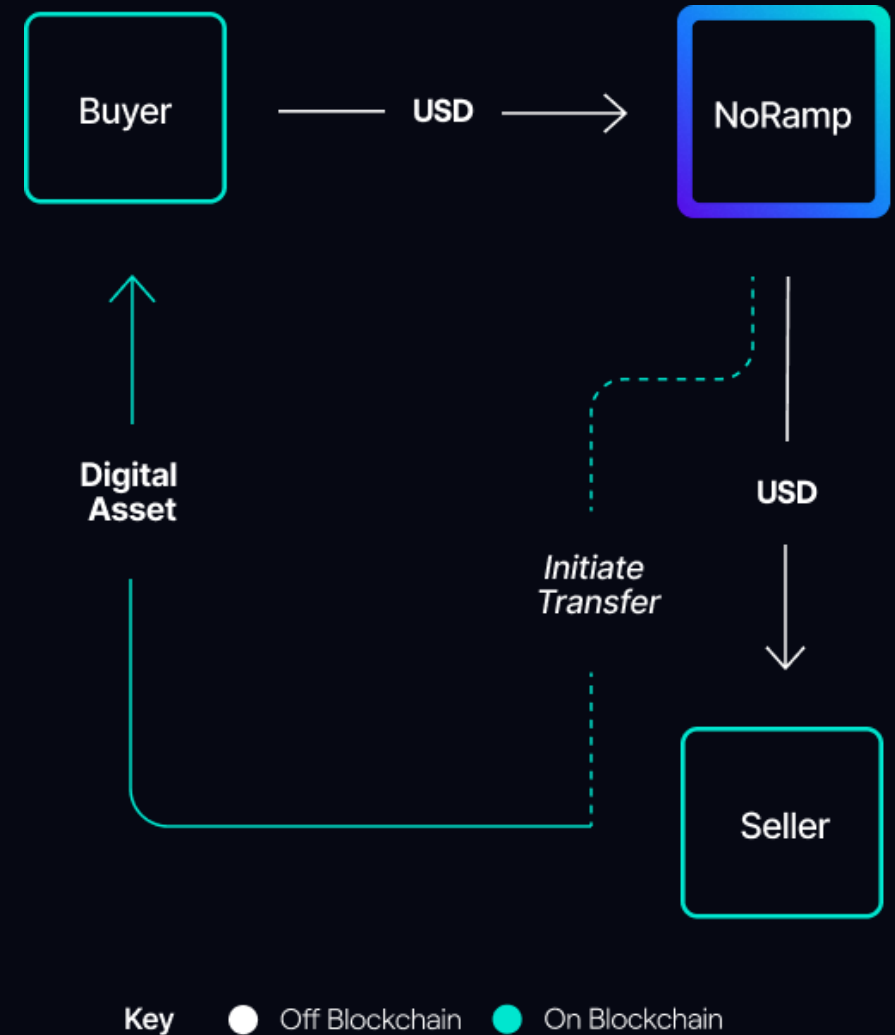 Buyer
USD
NoRamp
Digital
Asset
USD
Initiate
Transfer
Seller
Key
Off Blockchain
On Blockchain